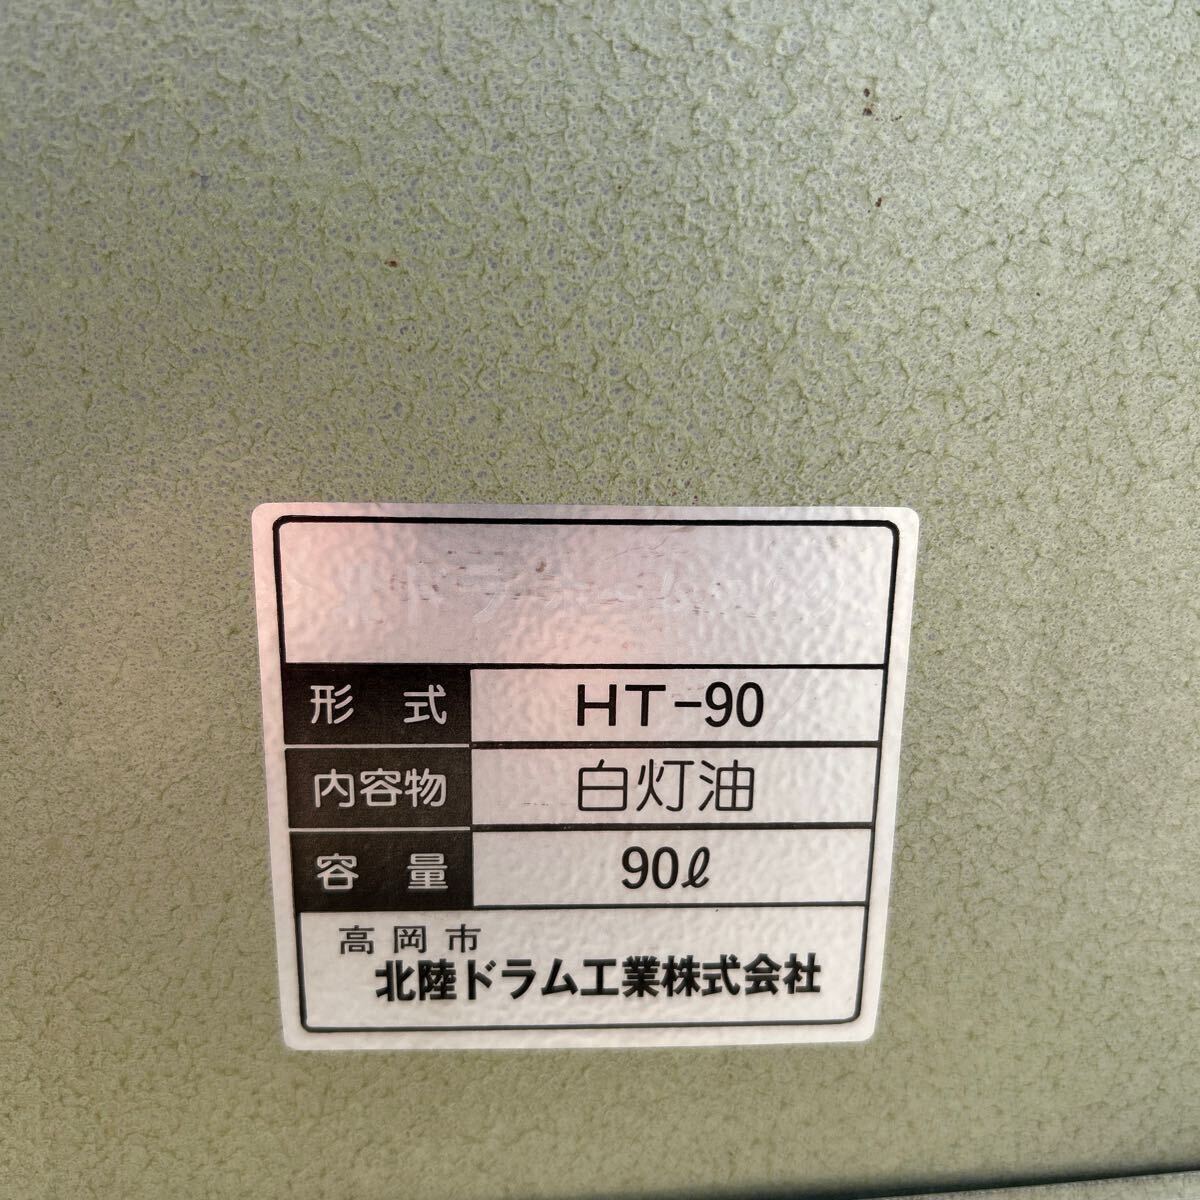 形式 HT-90
内容物 白灯油
容量 90ℓ
高岡市
北陸ドラム工業株式会社